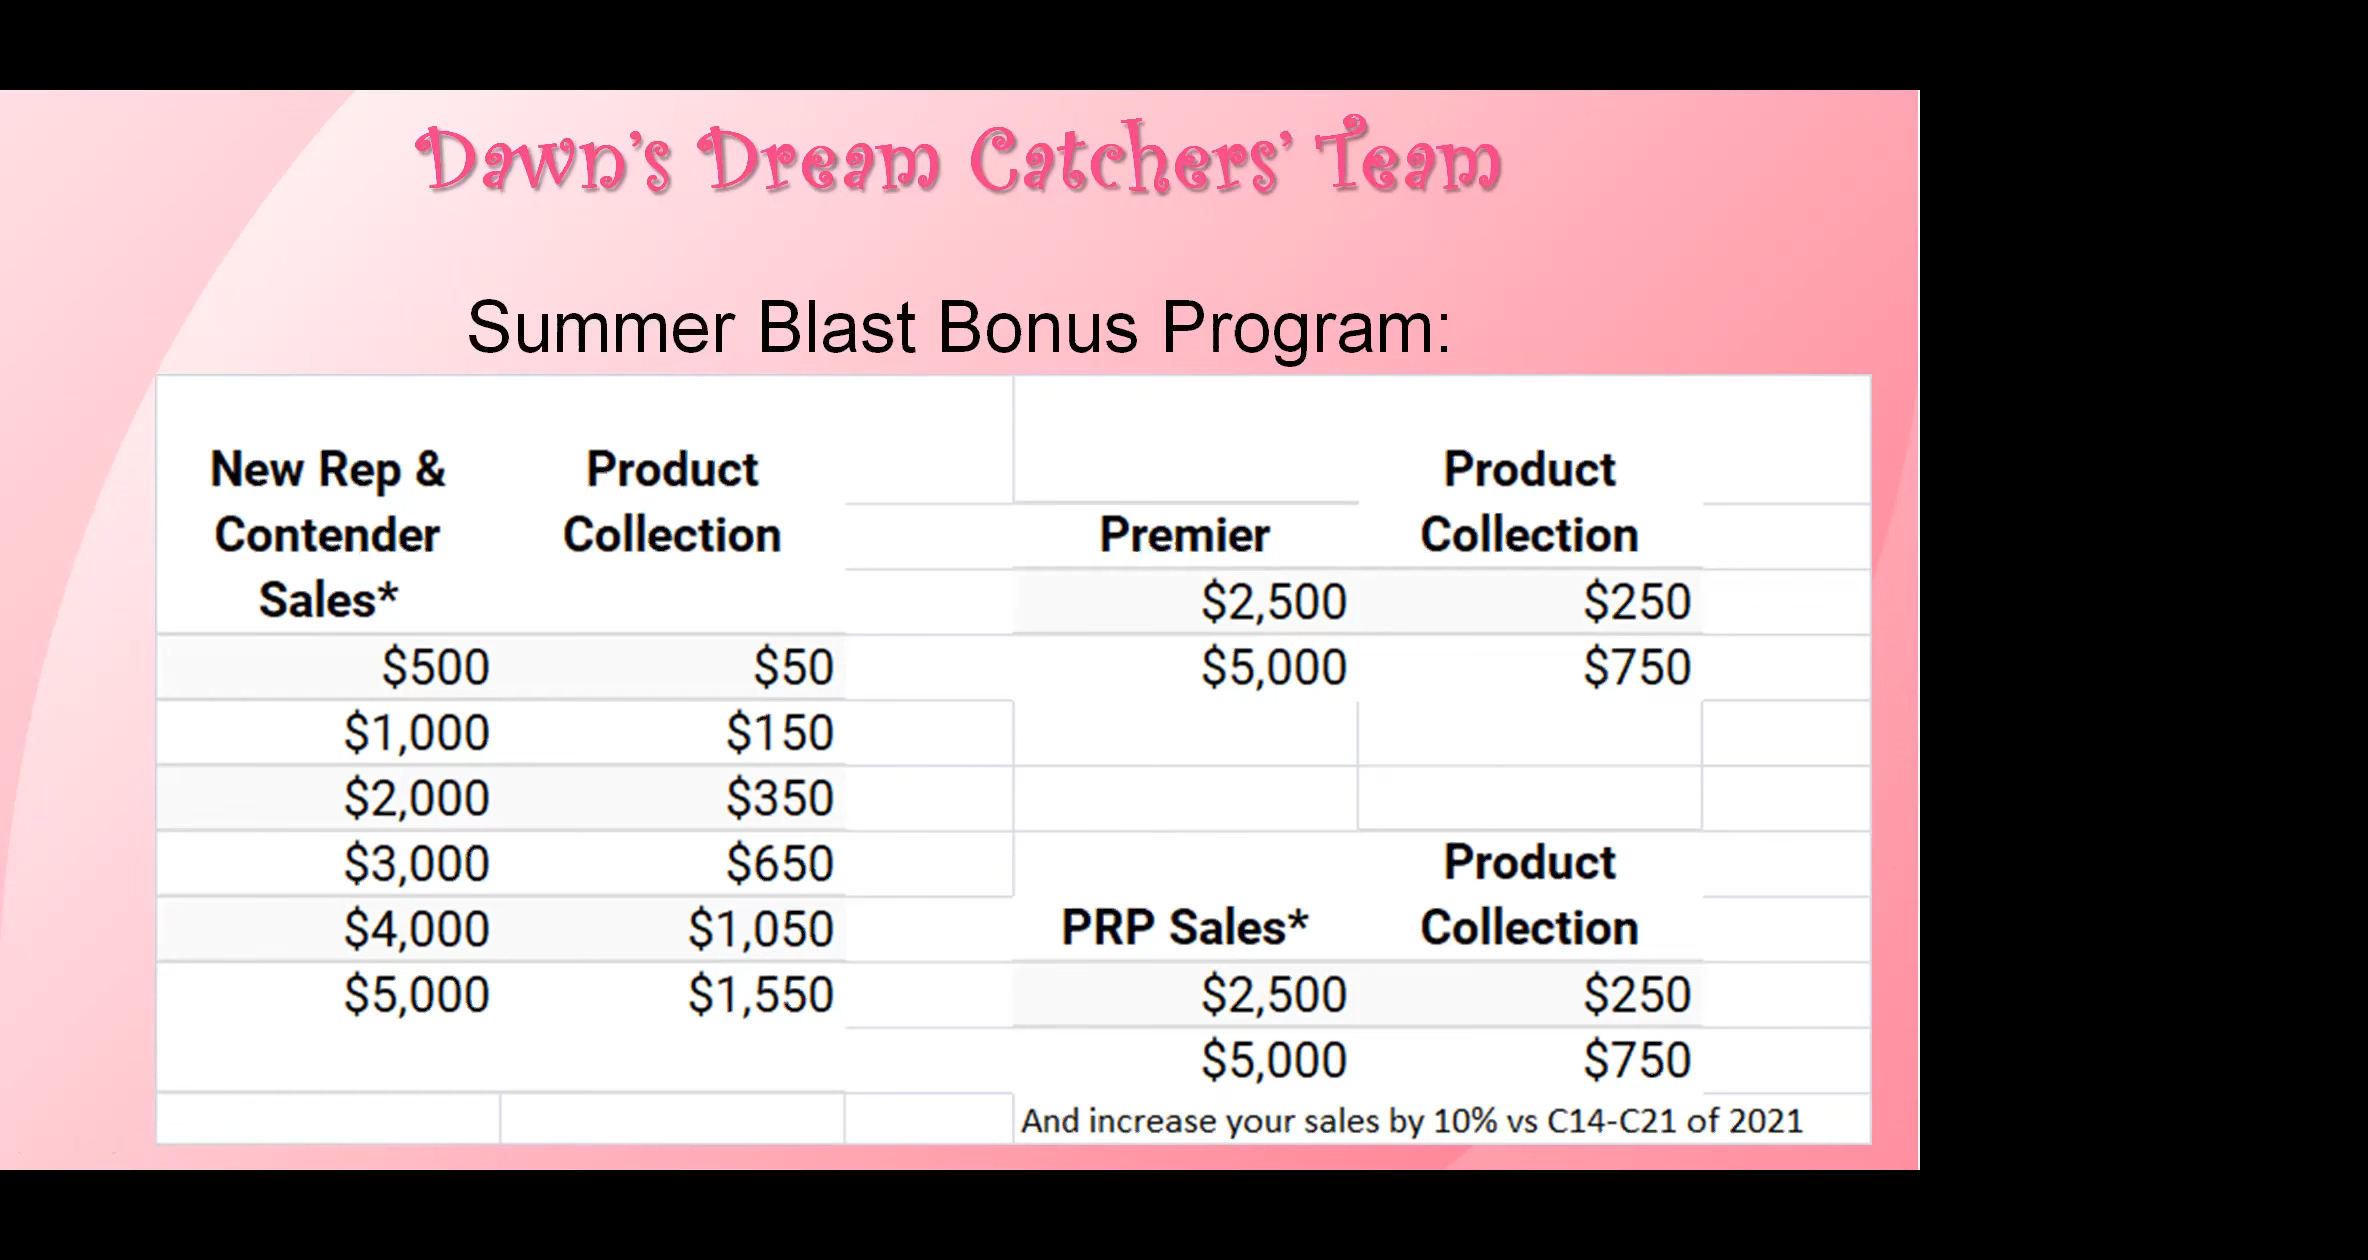 Dawn's Dream Catchers' Team
Summer Blast Bonus Program:
New Rep &
Contender
Sales*
Product
Collection
$500 $50
$1,000 $150
$2,000 $350
$3,000 $650
$4,000 $1,050
$5,000 $1,550
Premier
Product
Collection
$2,500 $250
$5,000 $750
PRP Sales*
Product
Collection
$2,500 $250
$5,000 $750
And increase your sales by 10% vs C14-C21 of 2021